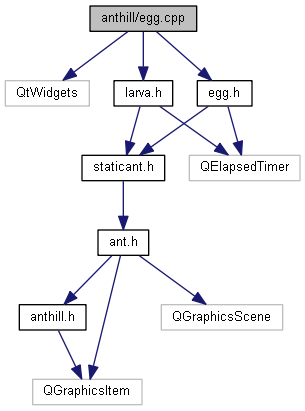 anthill/egg.cpp
QtWidgets
larva.h
egg.h
staticant.h
QElapsedTimer
ant.h
anthill.h
QGraphicsScene
QGraphicsItem